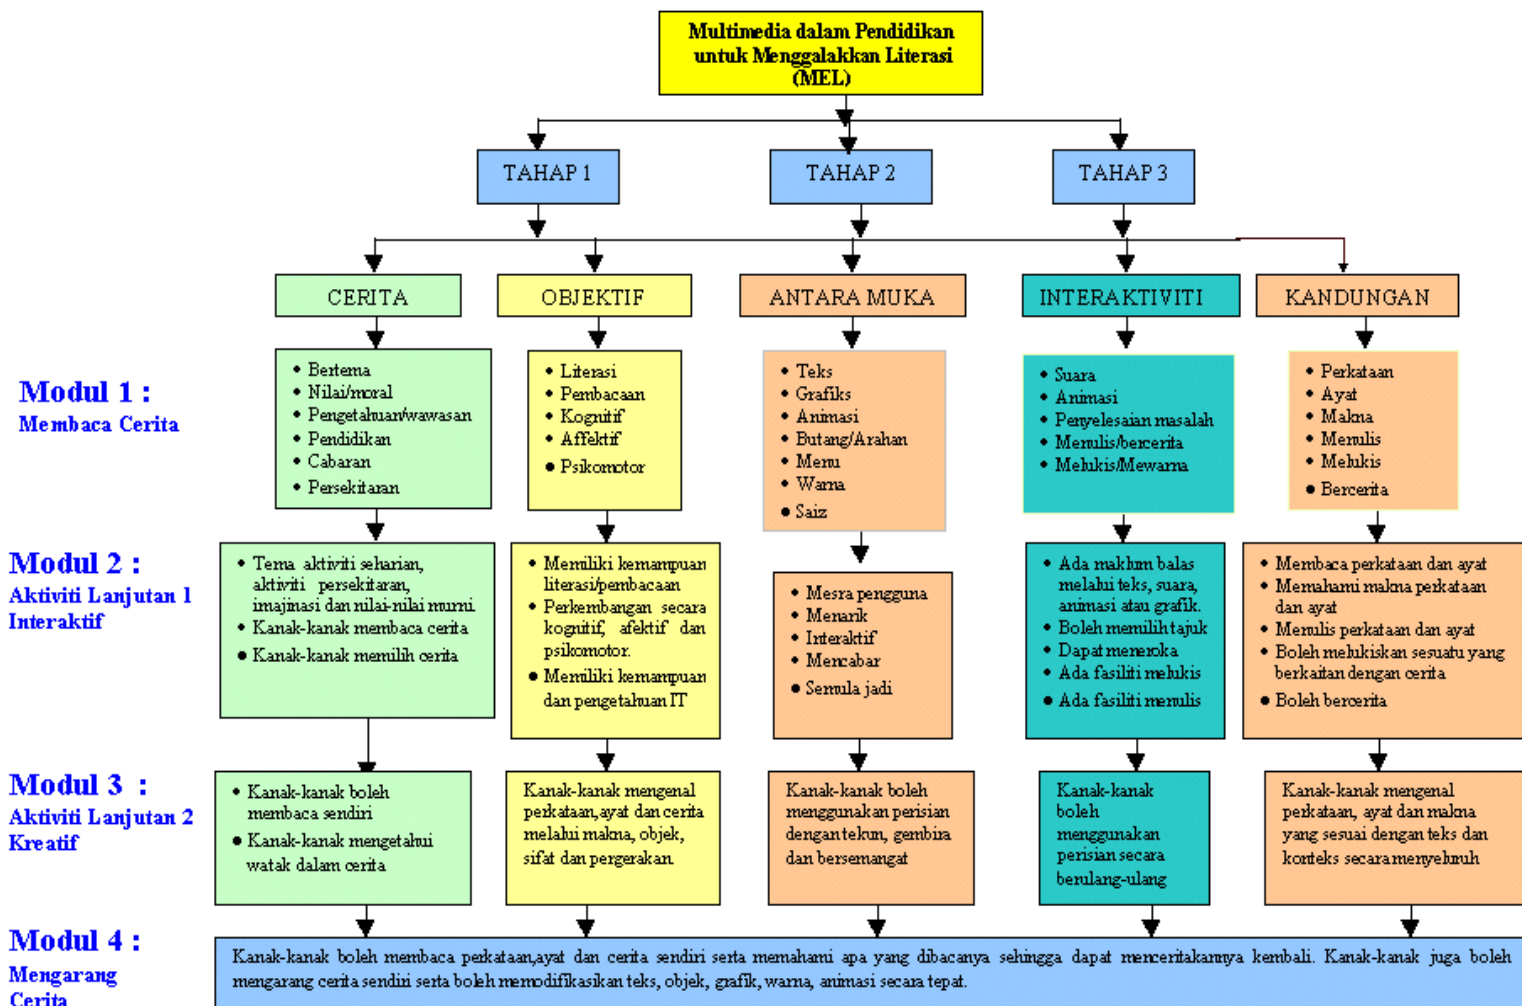 Multimedia dalam Pendidikan
untuk Menggalakkan Literasi
(MEL)
TAHAP 1
TAHAP 2
TAHAP 3
CERITA
OBJEKTIF
ANTARA MUKA
INTERAKTIVITI
KANDUNGAN
Modul 1 :
Membaca Cerita
• Bertema
• Nilai/moral
• Pengetahuan/wawasan
• Pendidikan
• Cabaran
• Persekitaran
• Literasi
• Pembacaan
• Kognitif
• Affektif
• Psikomotor
• Teks
• Grafiks
• Animasi
• Butang/Arahan
• Menu
• Warna
• Saiz
• Suara
• Animasi
• Penyelesaian masalah
• Menulis/bercerita
• Melukis/Mewarna
• Perkataan
• Ayat
• Makna
• Menulis
• Melukis
• Bercerita
Modul 2 :
Aktiviti Lanjutan 1
Interaktif
• Tema aktiviti seharian,
aktiviti persekitaran,
imajinasi dan nilai-nilai murni.
• Kanak-kanak membaca cerita
• Kanak-kanak memilih cerita
• Memiliki kemampuan
literasi/pembacaan
• Perkembangan secara
kognitif, afektif dan
psikomotor.
• Memiliki kemampuan
dan pengetahuan IT
• Mesra pengguna
• Menarik
• Interaktif
• Mencabar
• Semula jadi
• Ada maklum balas
melalui teks, suara,
animasi atau grafik.
• Boleh memilih tajuk
• Dapat meneroka
• Ada fasiliti melukis
• Ada fasiliti menulis
• Membaca perkataan dan ayat
• Memahami makna perkataan
dan ayat
• Menulis perkataan dan ayat
• Boleh melukiskan sesuatu yang
berkaitan dengan cerita
• Boleh bercerita
Modul 3 :
Aktiviti Lanjutan 2
Kreatif
• Kanak-kanak boleh
membaca sendiri
• Kanak-kanak mengetahui
watak dalam cerita
Kanak-kanak mengenal
perkataan,ayat dan cerita
melalui makna, objek,
sifat dan pergerakan.
Kanak-kanak boleh
menggunakan perisian
dengan tekun, gembira
dan bersemangat
Kanak-kanak
boleh
menggunakan
perisian secara
berulang-ulang
Kanak-kanak mengenal
perkataan, ayat dan makna
yang sesuai dengan teks dan
konteks secara menyeluruh
Modul 4 :
Mengarang
Cerita
Kanak-kanak boleh membaca perkataan,ayat dan cerita sendiri serta memahami apa yang dibacanya sehingga dapat menceritakannya kembali. Kanak-kanak juga boleh
mengarang cerita sendiri serta boleh memodifikasikan teks, objek, grafik, warna, animasi secara tepat.